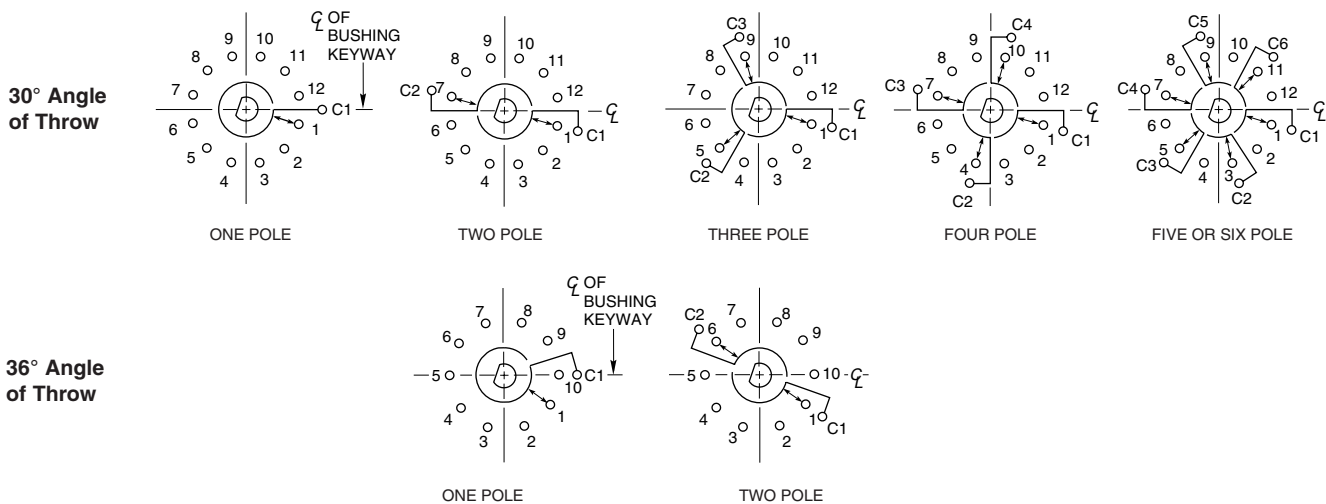 30° Angle
of Throw
℄ OF
BUSHING
KEYWAY
9 10
8 11
7 12
C1
6 1
5 2
4 3
ONE POLE
9 10
8 11
C2 7 12
℄
6 1 C1
5 2
4 3
TWO POLE
C3
9 10
8 11
7 12
℄
6 1 C1
5 2
C2 4 3
THREE POLE
C4
9 10
8 11
C3 7 12
℄
6 1 C1
5 2
4 3
C2
FOUR POLE
C5
9 10 C6
8 11
C4 7 12
℄
6 1 C1
5 2
C3 4 3
C2
FIVE OR SIX POLE
36° Angle
of Throw
℄ OF
BUSHING
KEYWAY
7 8
6 9
5 10 C1
4 1
3 2
ONE POLE
C2 7 8
6 9
5 10 ℄
4 1 C1
3 2
TWO POLE